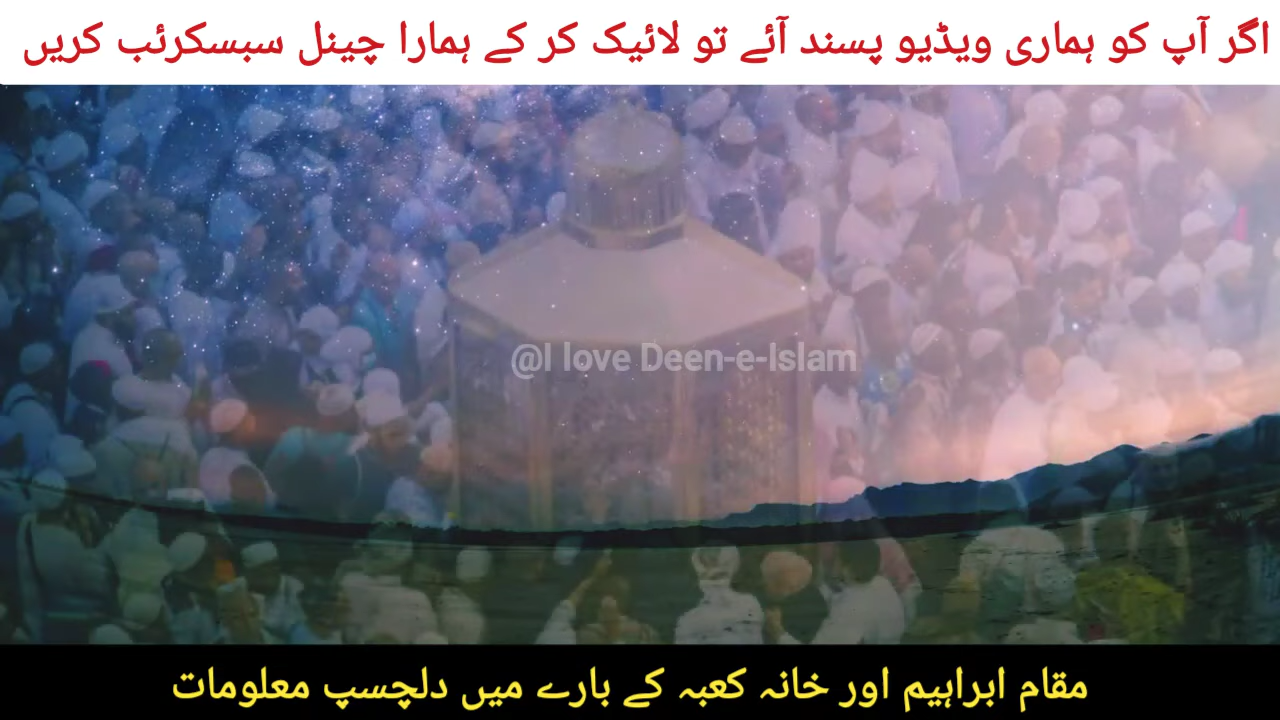 اگر آپ کو ہماری ویڈیو پسند آئے تو لائیک کر کے ہمارا چینل سبسکرئب کریں
@I love Deen-e-Islam
مقام ابراہیم اور خانہ کعبہ کے بارے میں دلچسپ معلومات